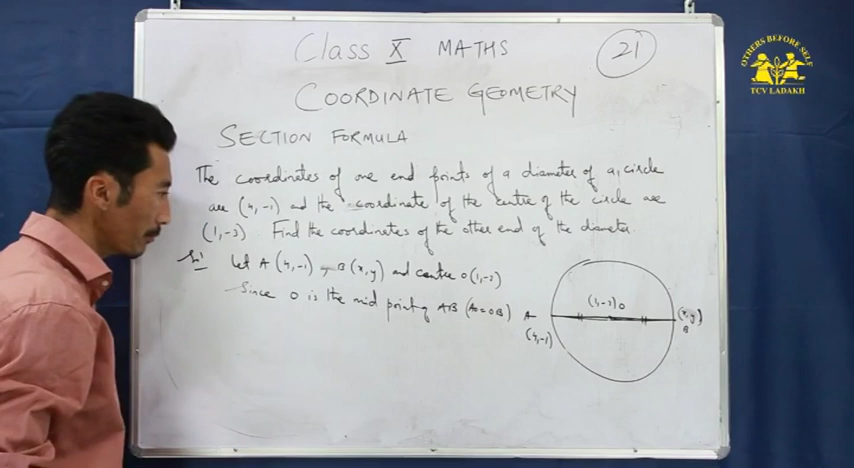 Class X MATHS
21
COORDINATE GEOMETRY
SECTION FORMULA
The coordinates of one end points of a diameter of a circle
are (4,-1) and the coordinate of the centre of the circle are
(1,-3) Find the coordinates of the other end of the diameter.
Sol
Let A (4,-1), B(x,y) and centre O(1,-3)
Since O is the mid point of AB (AO=OB)
A
(4,-1)
(1,-3) O
(x,y)
B
OTHERS BEFORE SELF
TCV LADAKH